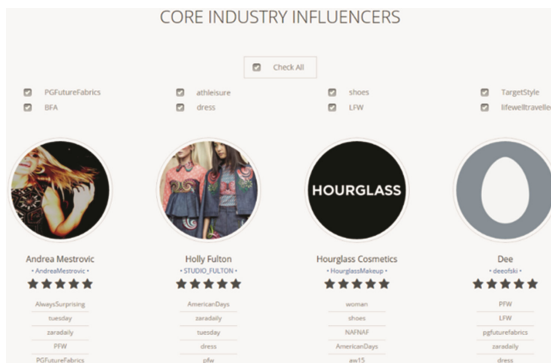 CORE INDUSTRY INFLUENCERS
Check All
PGFutureFabrics athleisure shoes TargetStyle
BFA dress LFW lifewelltraveller
HOURGLASS
Andrea Mestrovic Holly Fulton Hourglass Cosmetics Dee
• AndreaMestrovic • • STUDIO_FULTON • • HourglassMakeup • • deeofski •
AlwaysSurprising AmericanDays woman PFW
tuesday zaradaily shoes LFW
zaradaily tuesday NAFNAF pgfuturefabrics
PFW dress AmericanDays zaradaily
PGFutureFabrics pfw aw15 dress